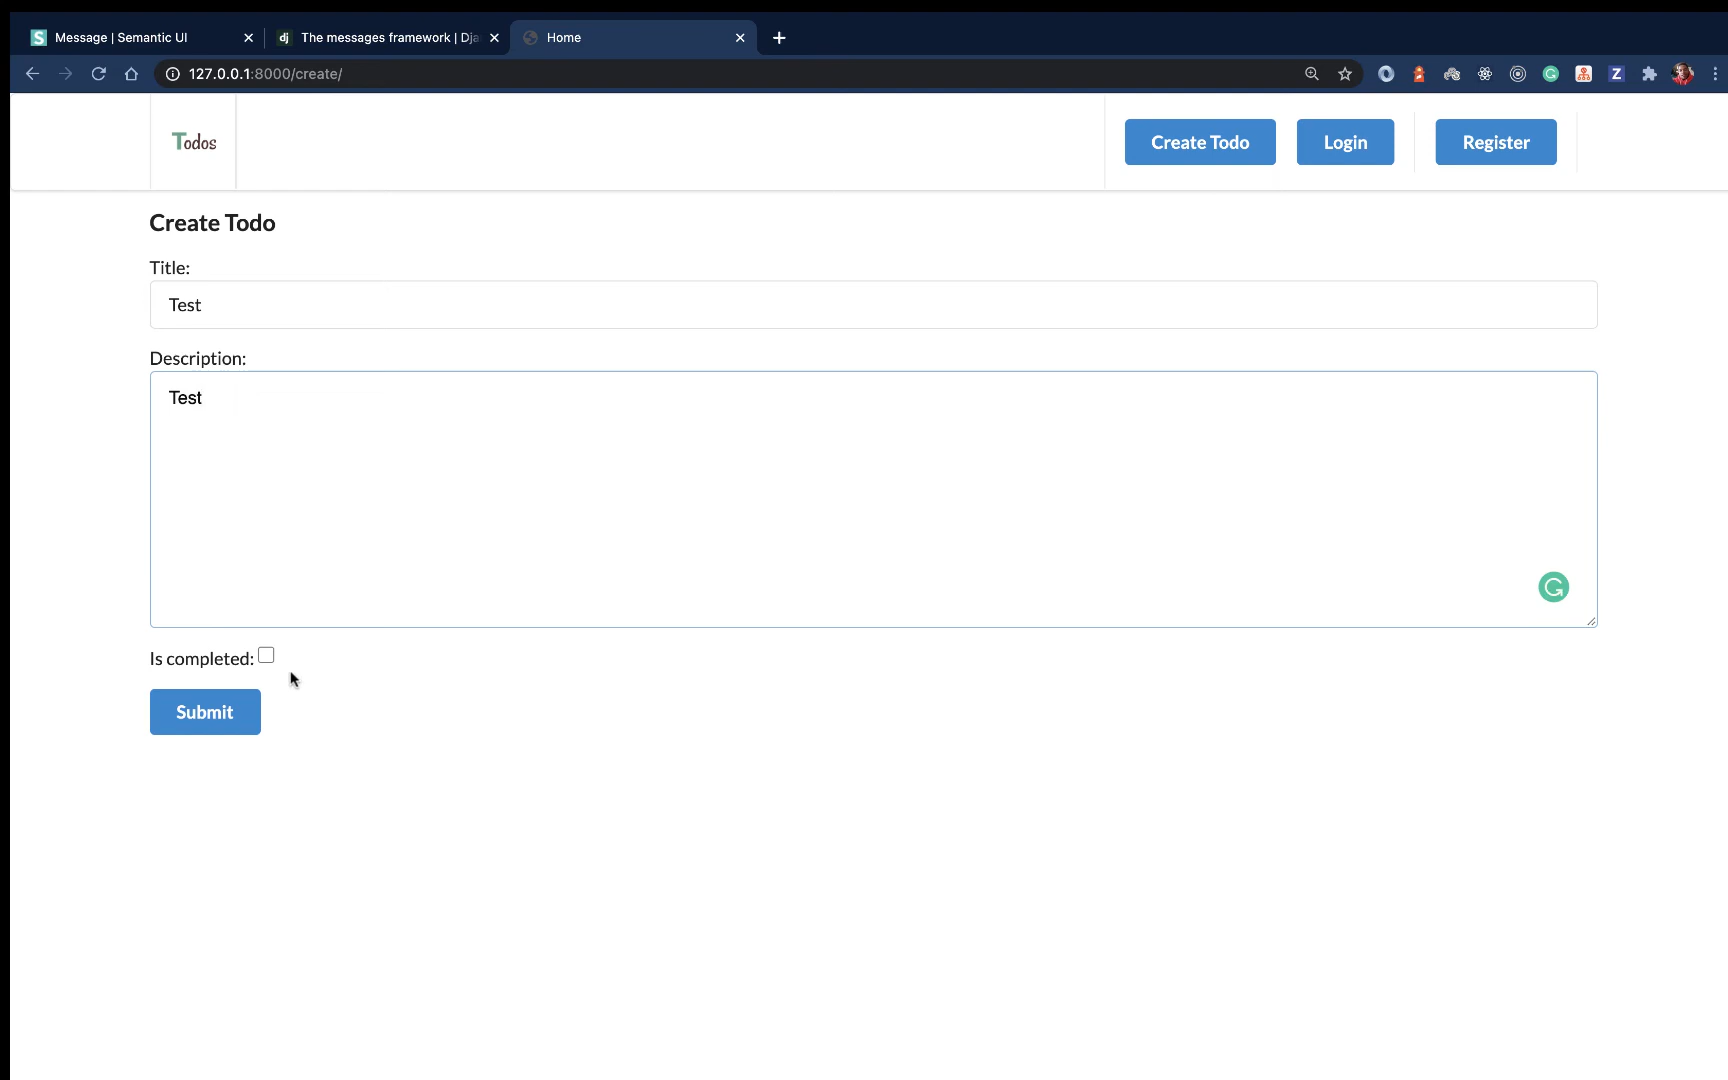 Message | Semantic UI
The messages framework | Dja
Home
127.0.0.1:8000/create/
Todos
Create Todo
Login
Register
Create Todo
Title:
Test
Description:
Test
Is completed:
Submit